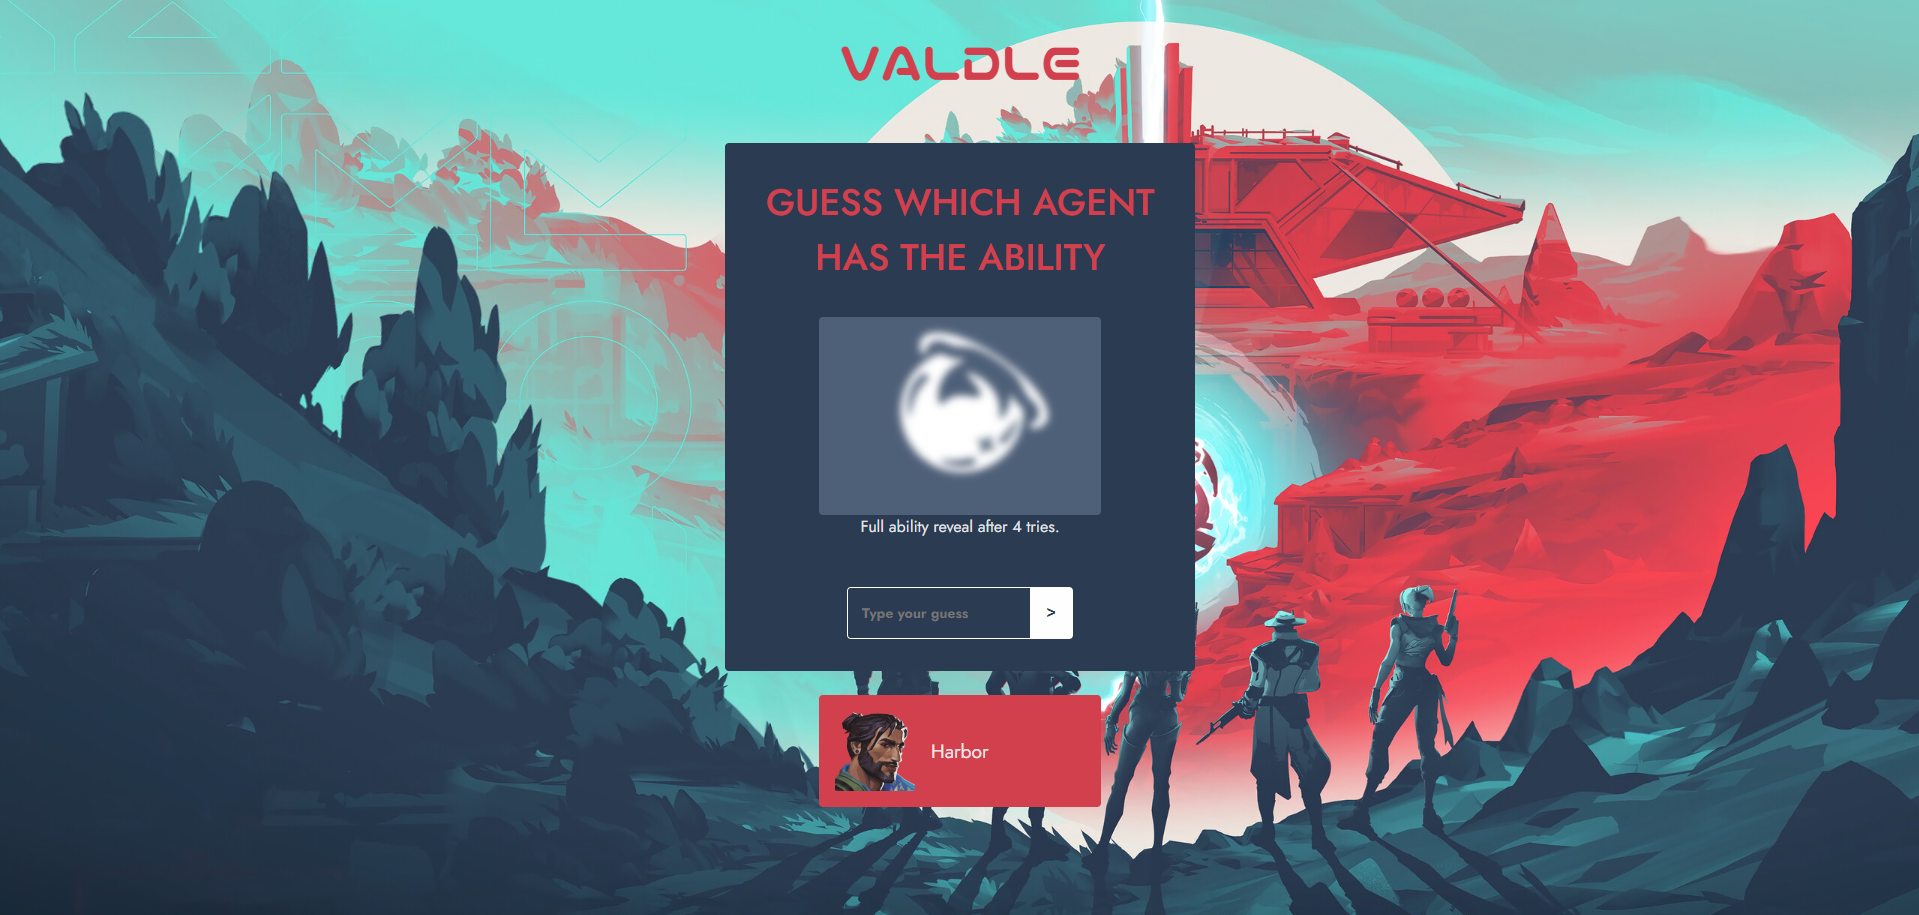 VALDLE
GUESS WHICH AGENT
HAS THE ABILITY
Full ability reveal after 4 tries.
Type your guess
>
Harbor